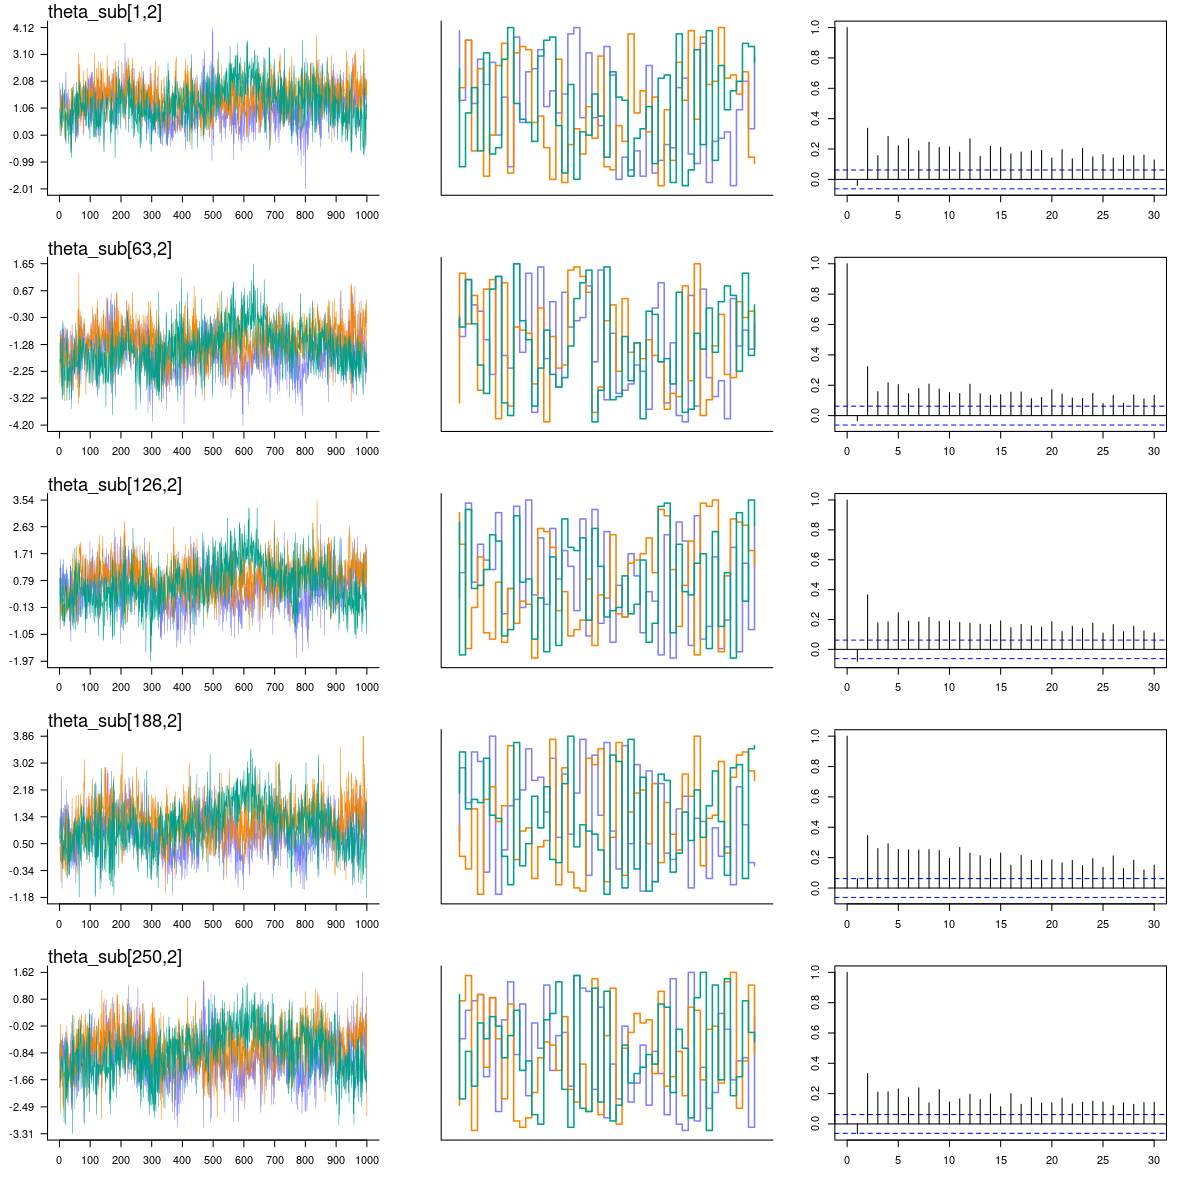 theta_sub[1,2]
4.12
3.10
2.08
1.06
0.03
-0.99
-2.01
0 100 200 300 400 500 600 700 800 900 1000
0.0 0.2 0.4 0.6 0.8 1.0
0 5 10 15 20 25 30
theta_sub[63,2]
1.65
0.67
-0.30
-1.28
-2.25
-3.22
-4.20
0 100 200 300 400 500 600 700 800 900 1000
0.0 0.2 0.4 0.6 0.8 1.0
0 5 10 15 20 25 30
theta_sub[126,2]
3.54
2.63
1.71
0.79
-0.13
-1.05
-1.97
0 100 200 300 400 500 600 700 800 900 1000
0.0 0.2 0.4 0.6 0.8 1.0
0 5 10 15 20 25 30
theta_sub[188,2]
3.86
3.02
2.18
1.34
0.50
-0.34
-1.18
0 100 200 300 400 500 600 700 800 900 1000
0.0 0.2 0.4 0.6 0.8 1.0
0 5 10 15 20 25 30
theta_sub[250,2]
1.62
0.80
-0.02
-0.84
-1.66
-2.49
-3.31
0 100 200 300 400 500 600 700 800 900 1000
0.0 0.2 0.4 0.6 0.8 1.0
0 5 10 15 20 25 30